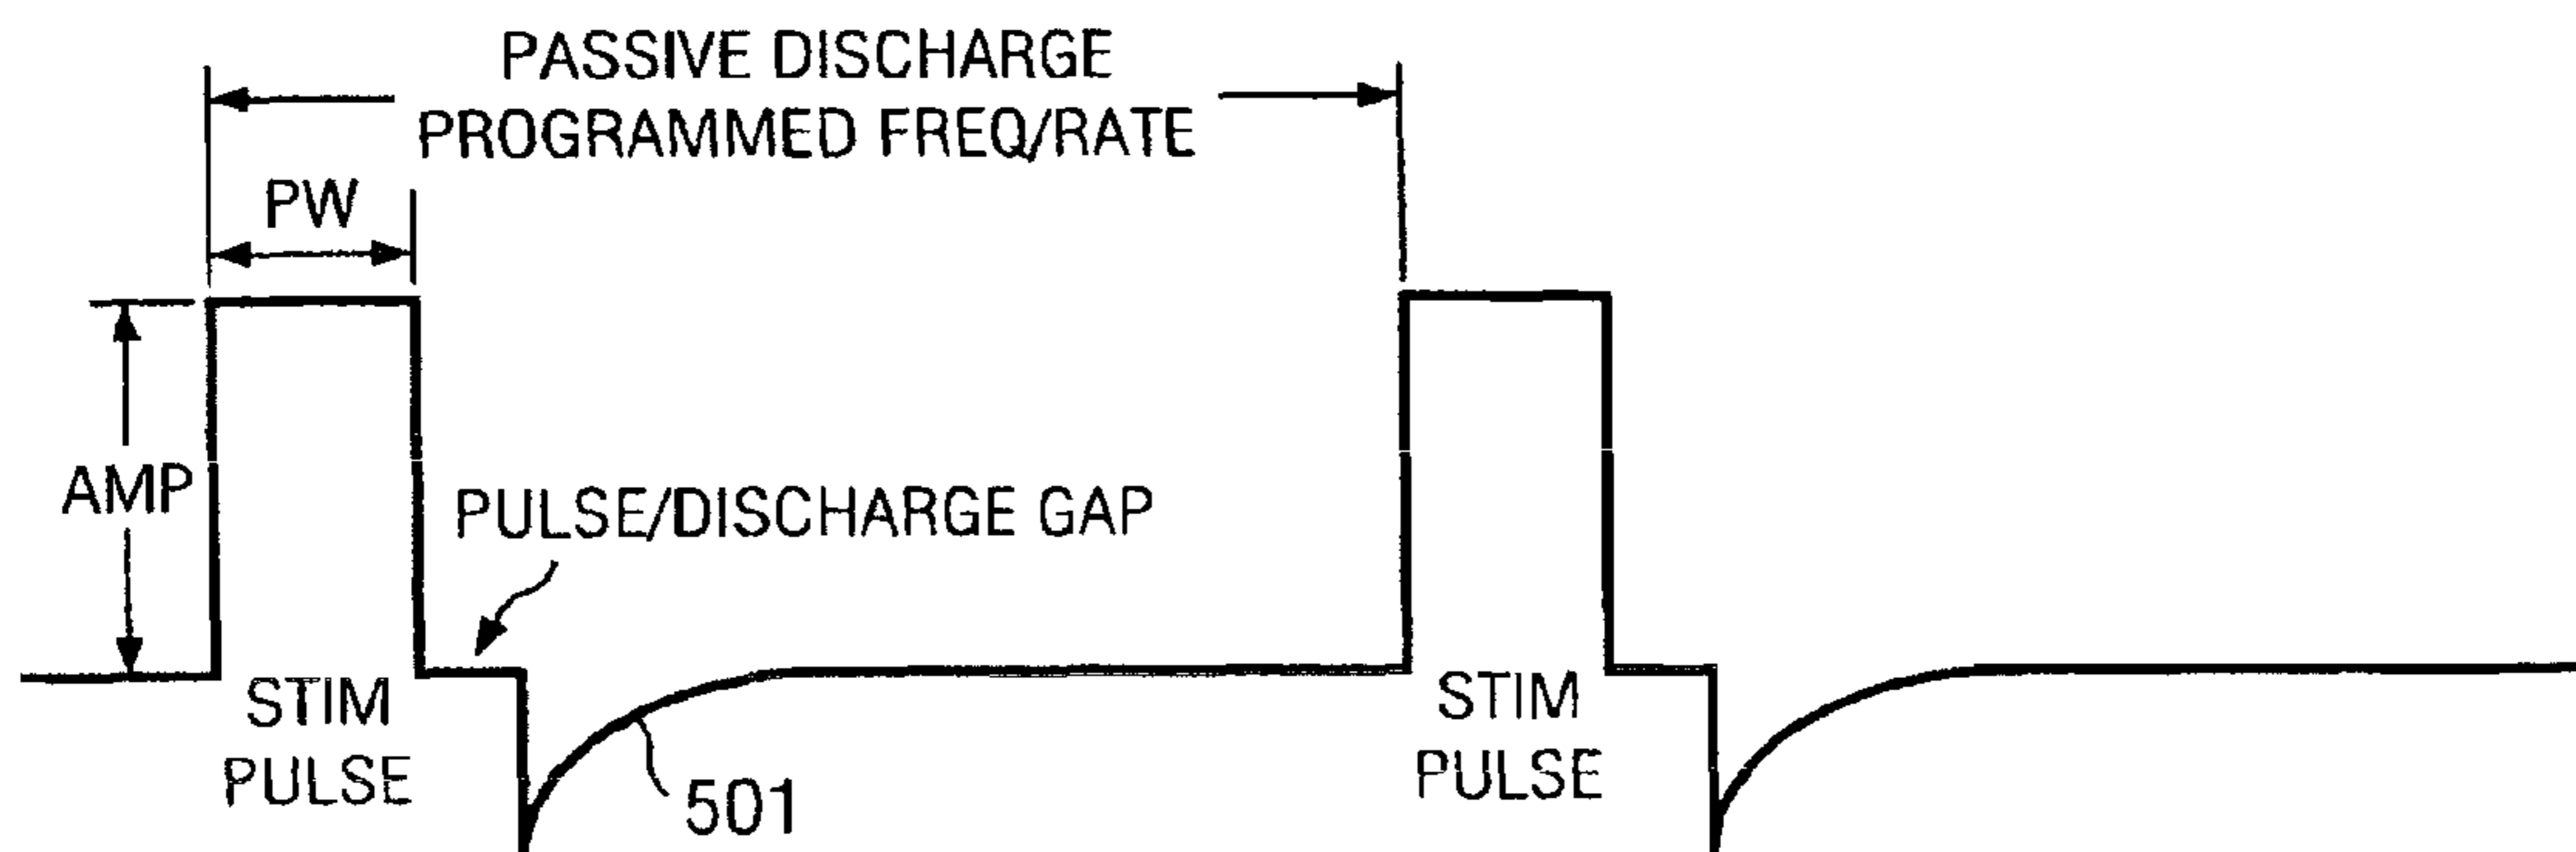 PASSIVE DISCHARGE
PROGRAMMED FREQ/RATE
PW
AMP
PULSE/DISCHARGE GAP
STIM
PULSE
501
STIM
PULSE